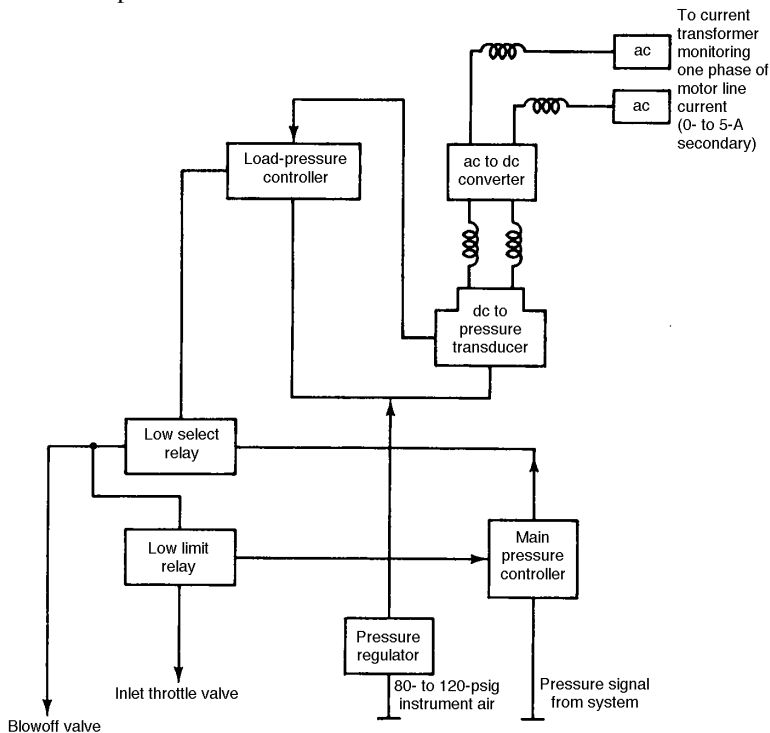 To current
transformer
monitoring
one phase of
motor line
current
(0- to 5-A
secondary)
ac
ac
Load-pressure
controller
ac to dc
converter
dc to
pressure
transducer
Low select
relay
Low limit
relay
Main
pressure
controller
Pressure
regulator
80- to 120-psig
instrument air
Pressure signal
from system
Inlet throttle valve
Blowoff valve